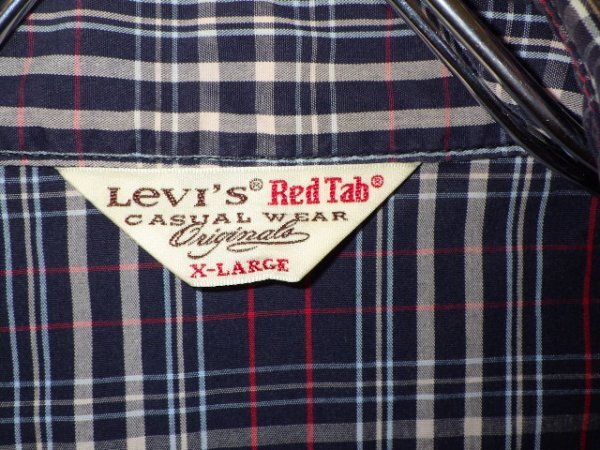 LEVI'S® Red Tab®
CASUAL WEAR
Originals
X-LARGE